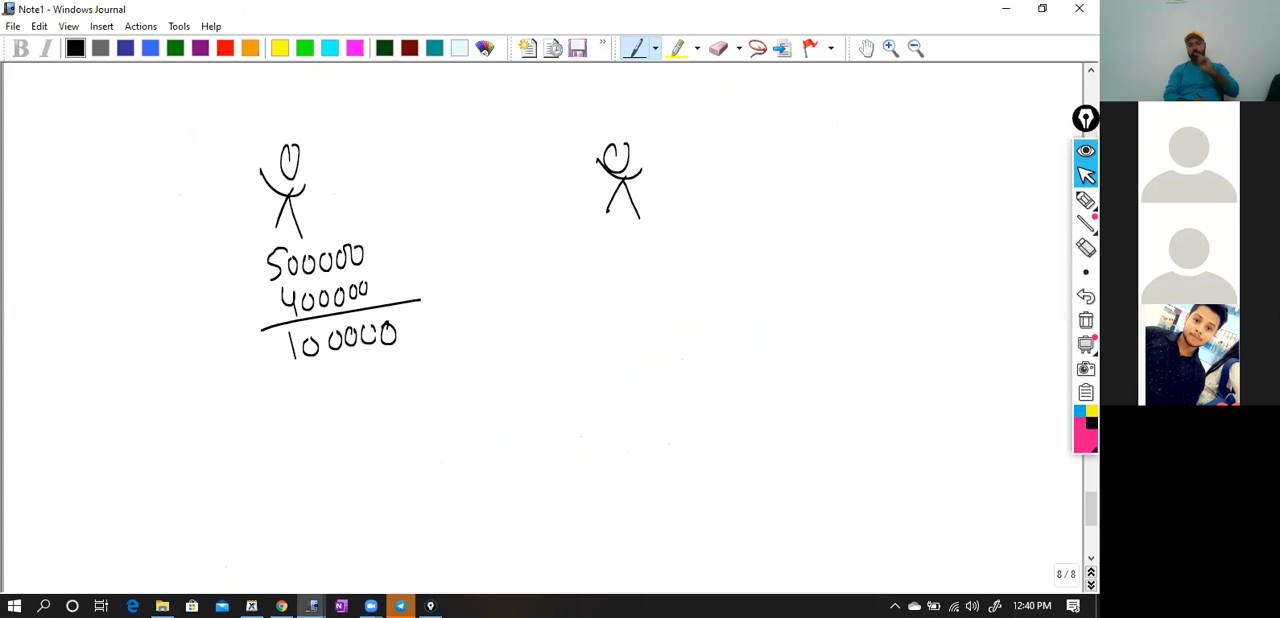 Note1 - Windows Journal
File Edit View Insert Actions Tools Help
B I
500000
400000
100000
8 / 8
12:40 PM